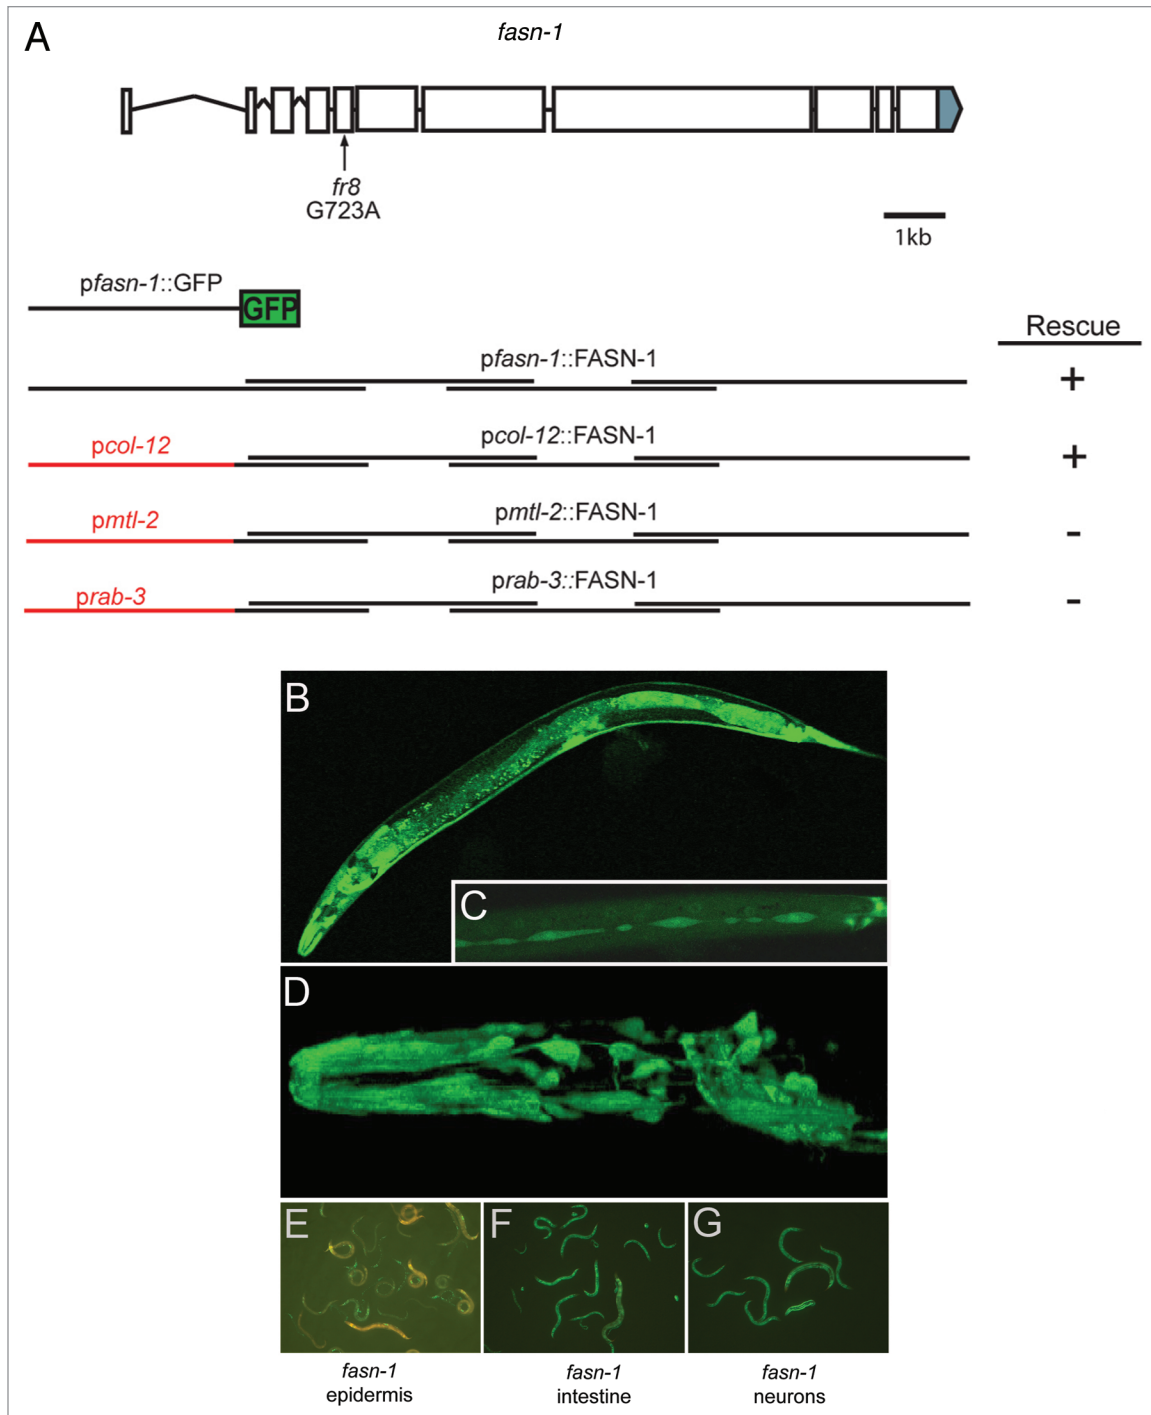 A
fasn-1
fr8
G723A
1kb
pfasn-1::GFP
GFP
Rescue
pfasn-1::FASN-1
+
pcol-12
pcol-12::FASN-1
+
pmtl-2
pmtl-2::FASN-1
-
prab-3
prab-3::FASN-1
-
B
C
D
E
F
G
fasn-1
epidermis
fasn-1
intestine
fasn-1
neurons